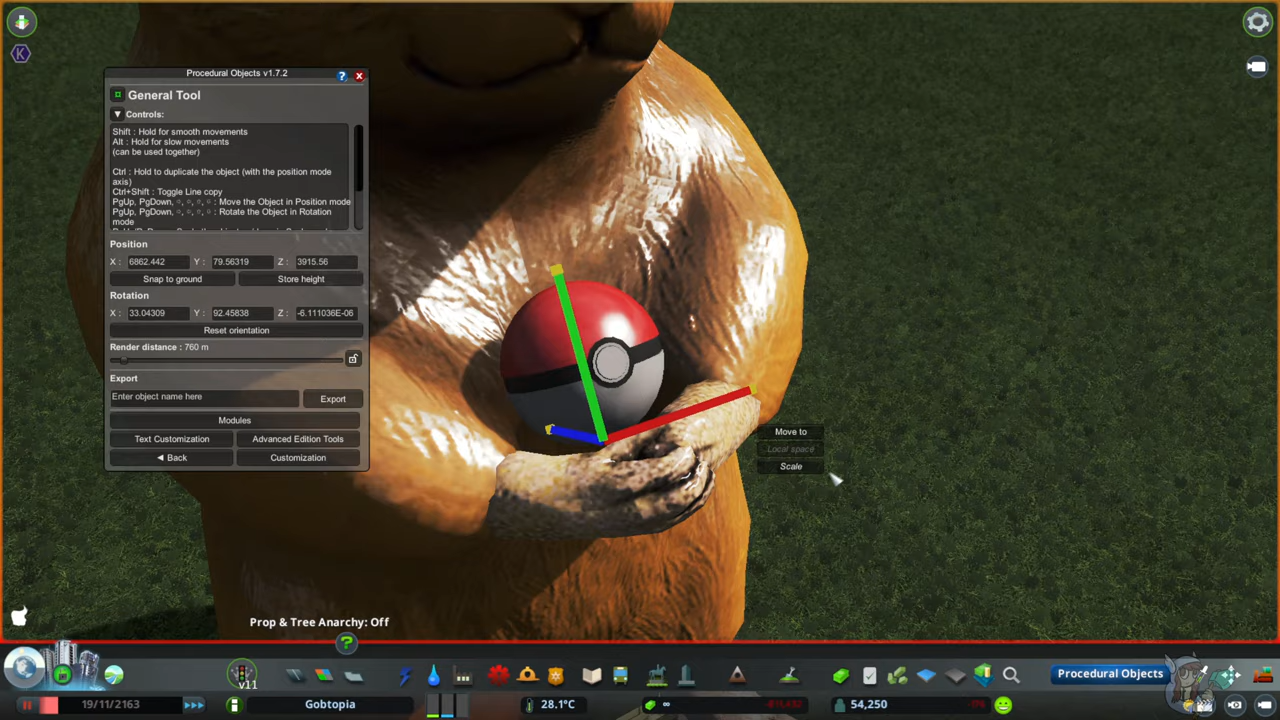 K
Procedural Objects v1.7.2
?
General Tool
Controls:
Shift : Hold for smooth movements
Alt : Hold for slow movements
(can be used together)
Ctrl : Hold to duplicate the object (with the position mode
axis)
Ctrl+Shift : Toggle Line copy
PgUp, PgDown, ○, ○, ○, ○ : Move the Object in Position mode
PgUp, PgDown, ○, ○, ○, ○ : Rotate the Object in Rotation
mode
Position
X : 6862.442 Y : 79.56319 Z : 3915.56
Snap to ground Store height
Rotation
X : 33.04309 Y : 92.45838 Z : -6.111036E-06
Reset orientation
Render distance : 760 m
Export
Enter object name here Export
Modules
Text Customization Advanced Edition Tools
◄ Back Customization
Move to
Local space
Scale
Prop & Tree Anarchy: Off
?
v11
Procedural Objects
19/11/2163
Gobtopia
28.1°C
∞
54,250